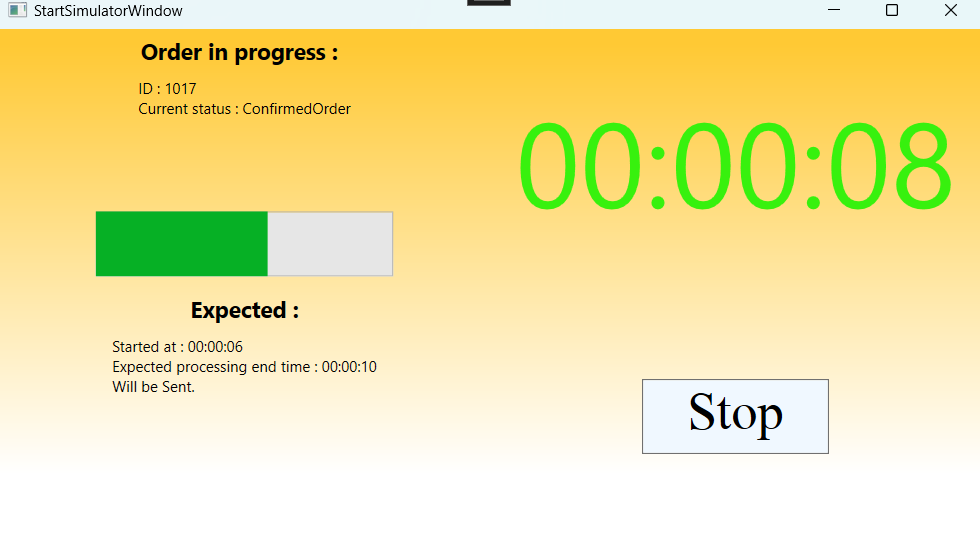 StartSimulatorWindow
Order in progress :
ID : 1017
Current status : ConfirmedOrder
00:00:08
Expected :
Started at : 00:00:06
Expected processing end time : 00:00:10
Will be Sent.
Stop